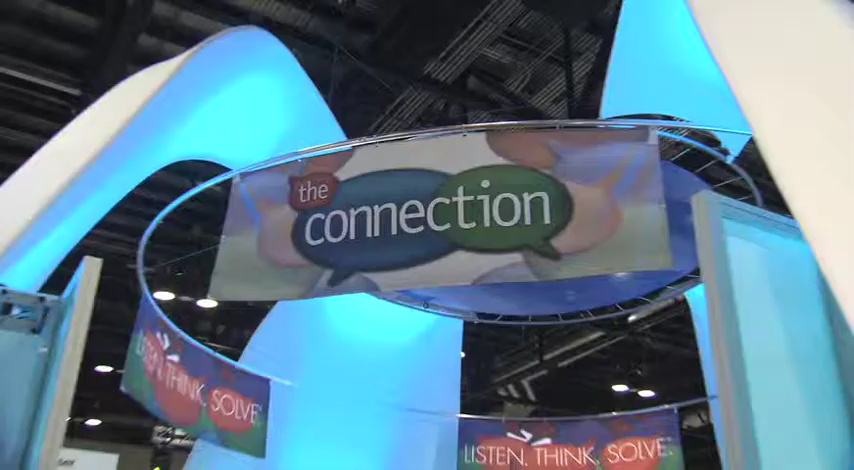 the
connection
LISTEN. THINK. SOLVE.
LISTEN. THINK. SOLVE.